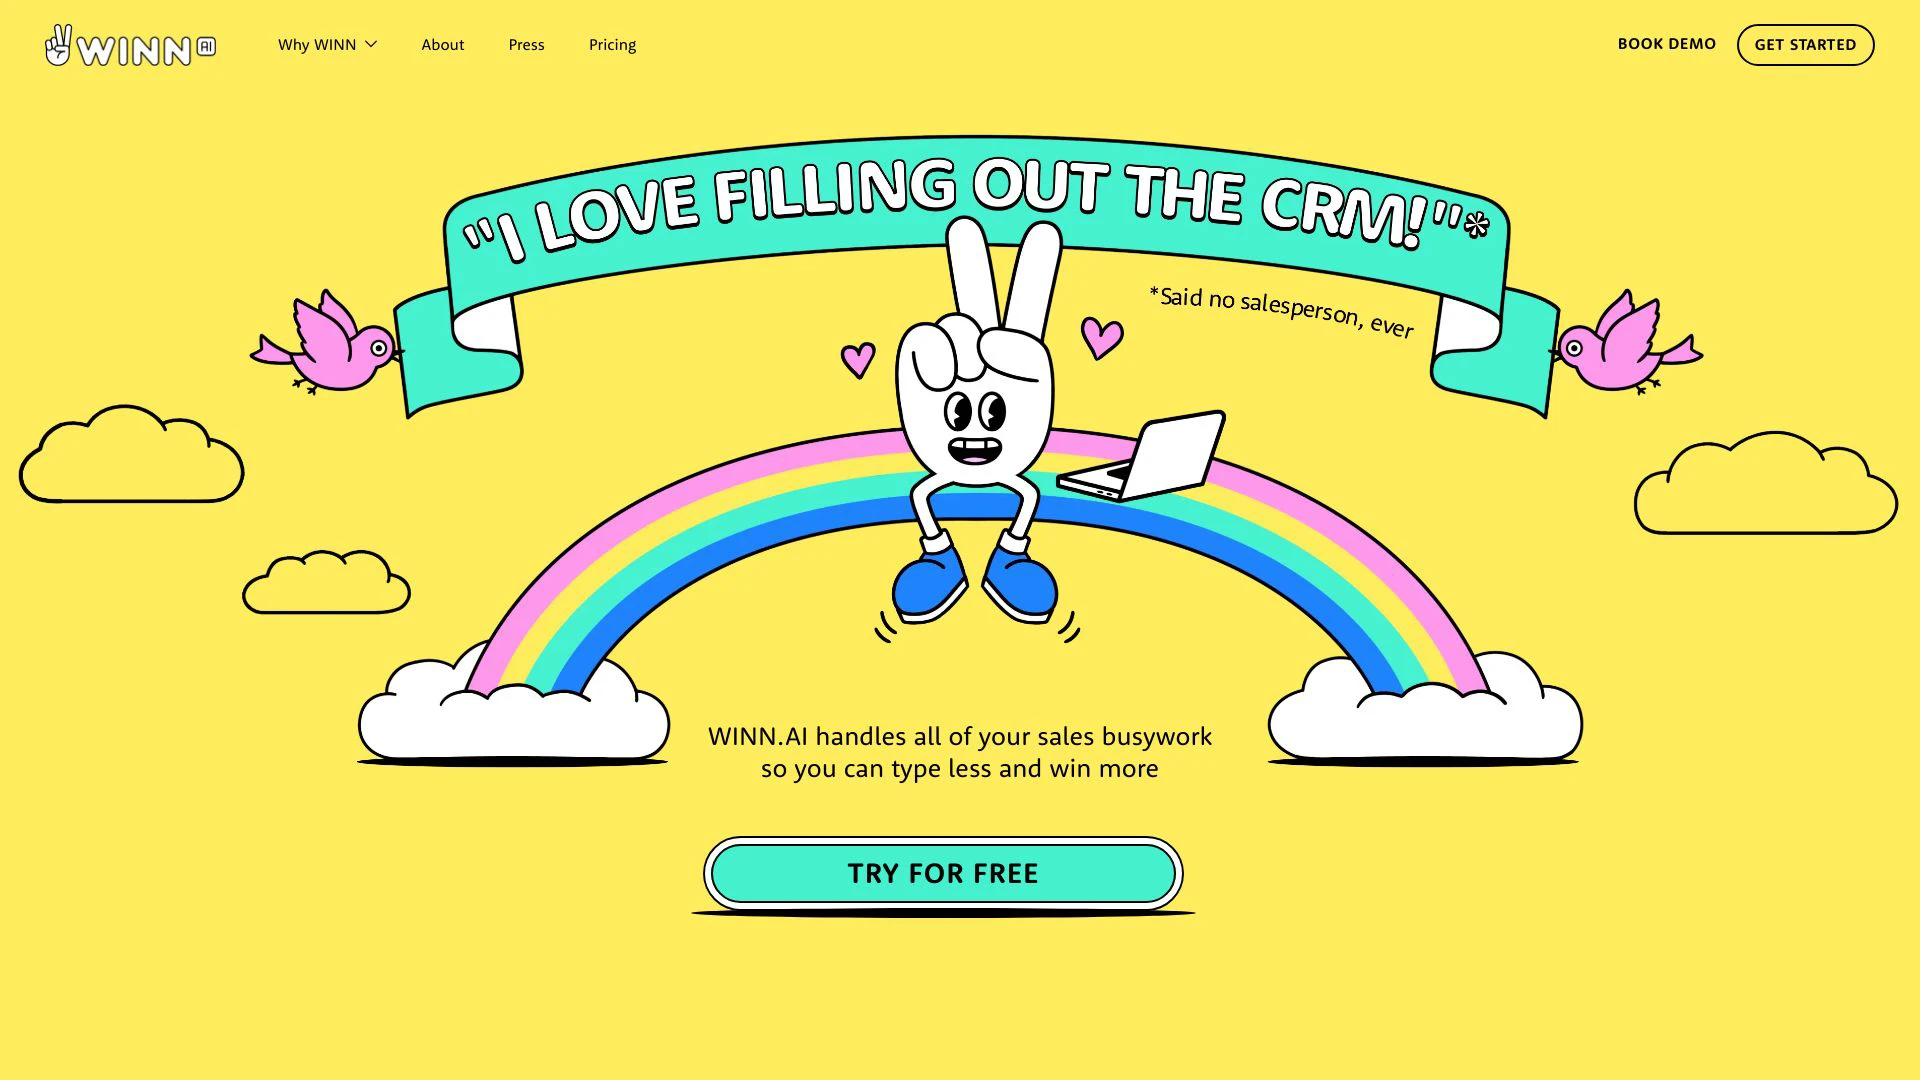 WINN AI
Why WINN
About
Press
Pricing
BOOK DEMO
GET STARTED
"I LOVE FILLING OUT THE CRM!"*
*Said no salesperson, ever
WINN.AI handles all of your sales busywork
so you can type less and win more
TRY FOR FREE